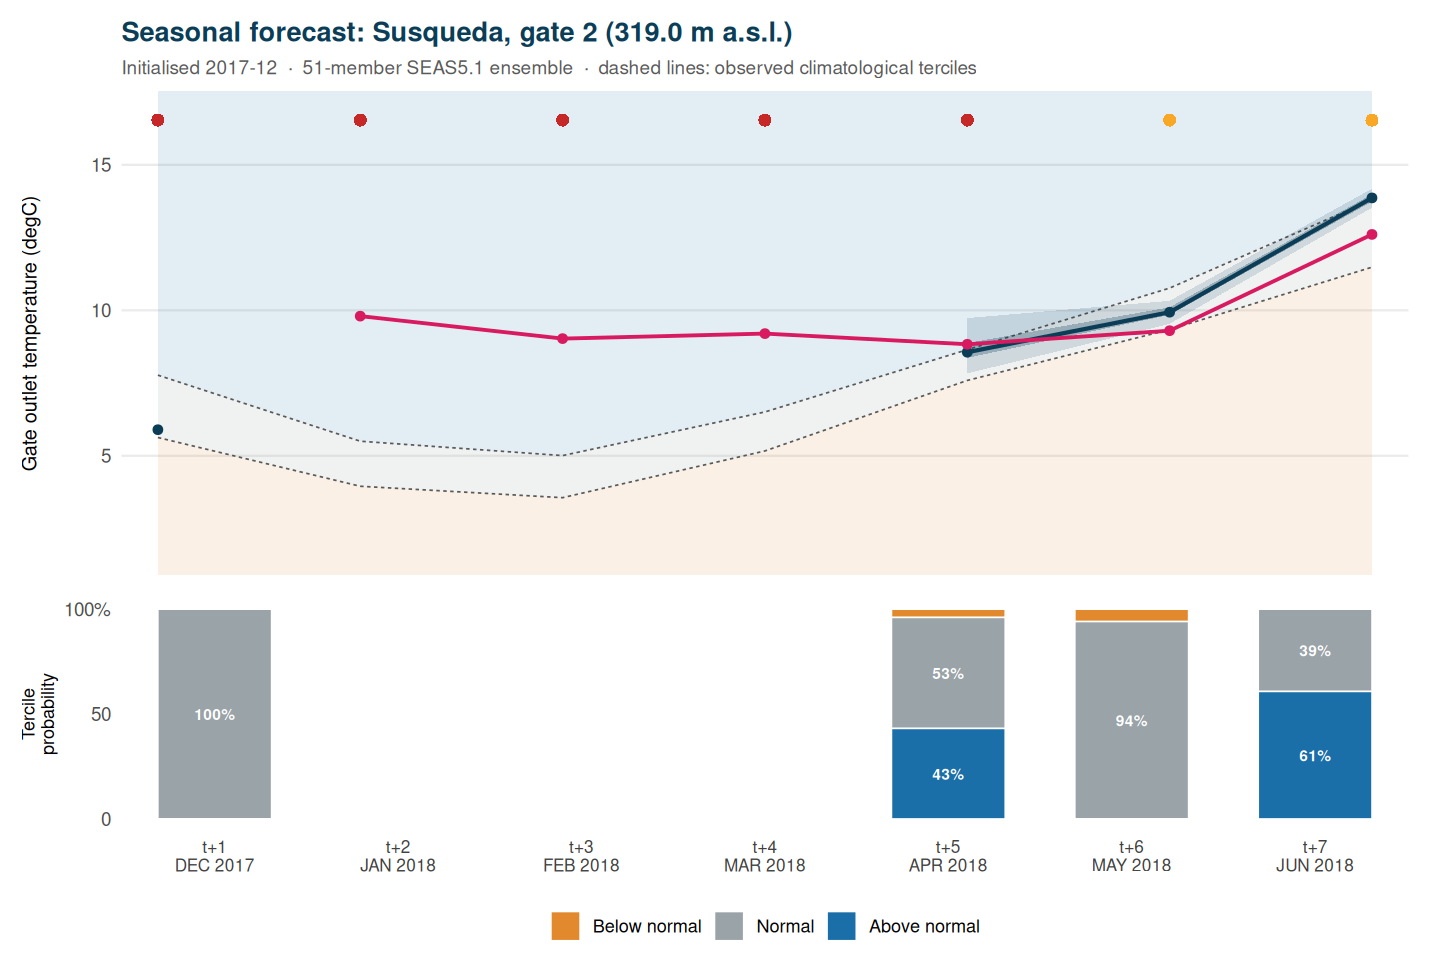 Seasonal forecast: Susqueda, gate 2 (319.0 m a.s.l.)
Initialised 2017-12 · 51-member SEAS5.1 ensemble · dashed lines: observed climatological terciles
Gate outlet temperature (degC)
15
10
5
Tercile
probability
100%
50
0
100%
53%
43%
94%
39%
61%
t+1
DEC 2017
t+2
JAN 2018
t+3
FEB 2018
t+4
MAR 2018
t+5
APR 2018
t+6
MAY 2018
t+7
JUN 2018
Below normal
Normal
Above normal